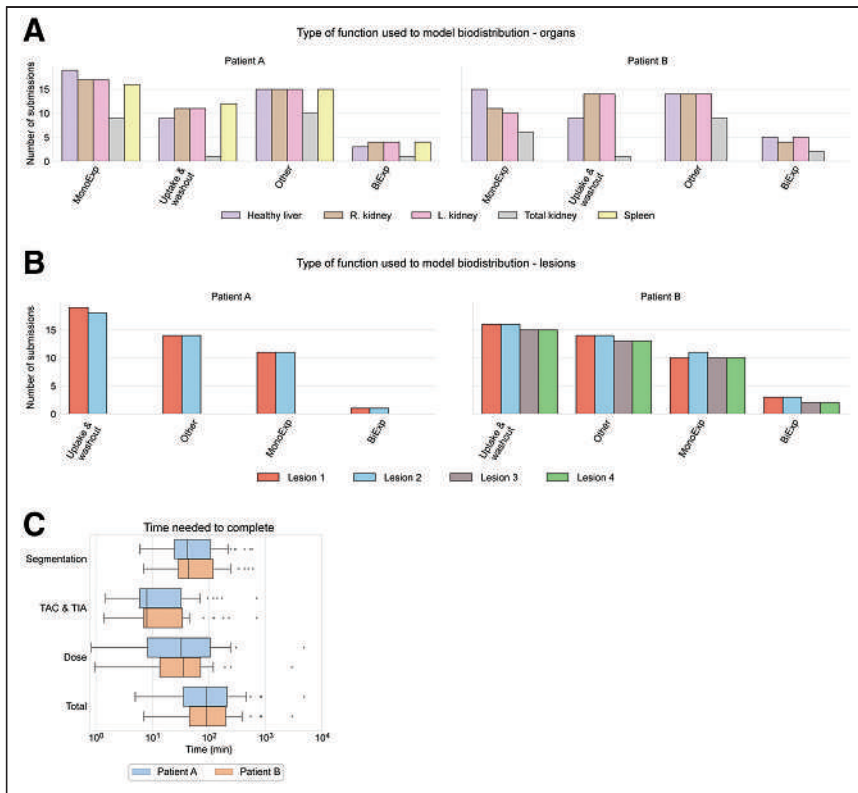 A
Type of function used to model biodistribution - organs
Patient A
Patient B
Number of submissions
15
10
5
0
MonoExp
Uptake &
washout
Other
BiExp
MonoExp
Uptake &
washout
Other
BiExp
Healthy liver
R. kidney
L. kidney
Total kidney
Spleen
B
Type of function used to model biodistribution - lesions
Patient A
Patient B
Number of submissions
15
10
5
0
Uptake &
washout
Other
MonoExp
BiExp
Uptake &
washout
Other
MonoExp
BiExp
Lesion 1
Lesion 2
Lesion 3
Lesion 4
C
Time needed to complete
Segmentation
TAC & TIA
Dose
Total
10⁰ 10¹ 10² 10³ 10⁴
Time (min)
Patient A
Patient B